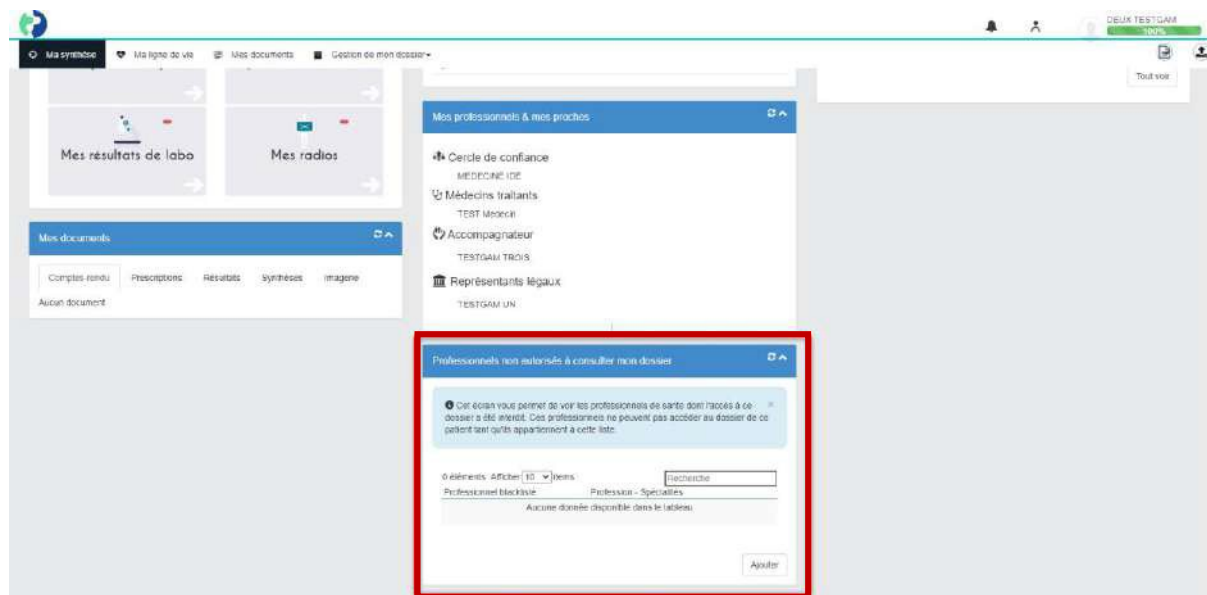 DEUX TESTGAM
100%
Ma synthèse
Ma ligne de vie
Mes documents
Gestion de mon dossier
Tout voir
Mes résultats de labo
Mes radios
Mes documents
Comptes rendu
Prescriptions
Résultats
Synthèses
Imagerie
Aucun document
Mes professionnels & mes proches
Cercle de confiance
MEDECINE IDE
Médecins traitants
TEST Medecin
Accompagnateur
TESTGAM TROIS
Représentants légaux
TESTGAM UN
Professionnels non autorisés à consulter mon dossier
Cet écran vous permet de voir les professionnels de santé dont l'accès à ce
dossier a été interdit. Ces professionnels ne peuvent pas accéder au dossier de ce
patient tant qu'ils appartiennent à cette liste.
×
0 éléments Afficher 10 items
Recherche
Professionnel blacklisté
Profession - Spécialités
Aucune donnée disponible dans le tableau
Ajouter